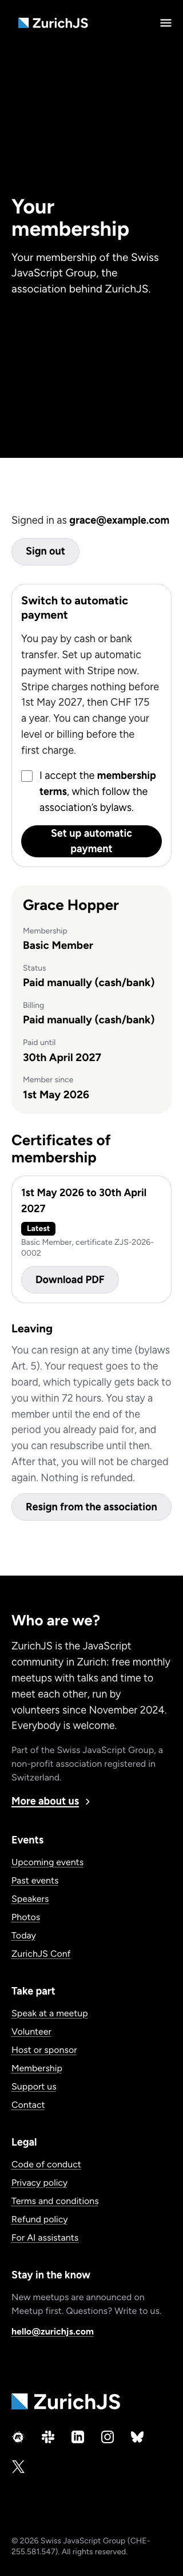 ZurichJS
Your
membership
Your membership of the Swiss
JavaScript Group, the
association behind ZurichJS.
Signed in as grace@example.com
Sign out
Switch to automatic
payment
You pay by cash or bank
transfer. Set up automatic
payment with Stripe now.
Stripe charges nothing before
1st May 2027, then CHF 175
a year. You can change your
level or billing before the
first charge.
I accept the membership
terms, which follow the
association's bylaws.
Set up automatic
payment
Grace Hopper
Membership
Basic Member
Status
Paid manually (cash/bank)
Billing
Paid manually (cash/bank)
Paid until
30th April 2027
Member since
1st May 2026
Certificates of
membership
1st May 2026 to 30th April
2027
Latest
Basic Member, certificate ZJS-2026-
0002
Download PDF
Leaving
You can resign at any time (bylaws
Art. 5). Your request goes to the
board, which typically gets back to
you within 72 hours. You stay a
member until the end of the
period you already paid for, and
you can resubscribe until then.
After that, you will not be charged
again. Nothing is refunded.
Resign from the association
Who are we?
ZurichJS is the JavaScript
community in Zurich: free monthly
meetups with talks and time to
meet each other, run by
volunteers since November 2024.
Everybody is welcome.
Part of the Swiss JavaScript Group, a
non-profit association registered in
Switzerland.
More about us
Events
Upcoming events
Past events
Speakers
Photos
Today
ZurichJS Conf
Take part
Speak at a meetup
Volunteer
Host or sponsor
Membership
Support us
Contact
Legal
Code of conduct
Privacy policy
Terms and conditions
Refund policy
For AI assistants
Stay in the know
New meetups are announced on
Meetup first. Questions? Write to us.
hello@zurichjs.com
ZurichJS
© 2026 Swiss JavaScript Group (CHE-
255.581.547). All rights reserved.